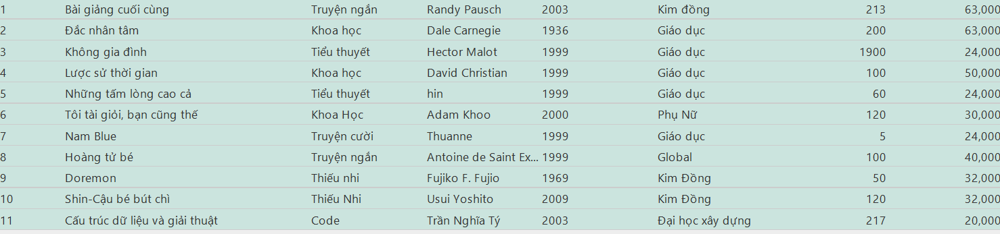 1 Bài giảng cuối cùng Truyện ngắn Randy Pausch 2003 Kim đồng 213 63,000
2 Đắc nhân tâm Khoa học Dale Carnegie 1936 Giáo dục 200 63,000
3 Không gia đình Tiểu thuyết Hector Malot 1999 Giáo dục 1900 24,000
4 Lược sử thời gian Khoa học David Christian 1999 Giáo dục 100 50,000
5 Những tấm lòng cao cả Tiểu thuyết hin 1999 Giáo dục 60 24,000
6 Tôi tài giỏi, bạn cũng thế Khoa Học Adam Khoo 2000 Phụ Nữ 120 30,000
7 Nam Blue Truyện cười Thuanne 1999 Giáo dục 5 24,000
8 Hoàng tử bé Truyện ngắn Antoine de Saint Ex... 1999 Global 100 40,000
9 Doremon Thiếu nhi Fujiko F. Fujio 1969 Kim Đồng 50 32,000
10 Shin-Cậu bé bút chì Thiếu Nhi Usui Yoshito 2009 Kim Đồng 120 32,000
11 Cấu trúc dữ liệu và giải thuật Code Trần Nghĩa Tý 2003 Đại học xây dựng 217 20,000